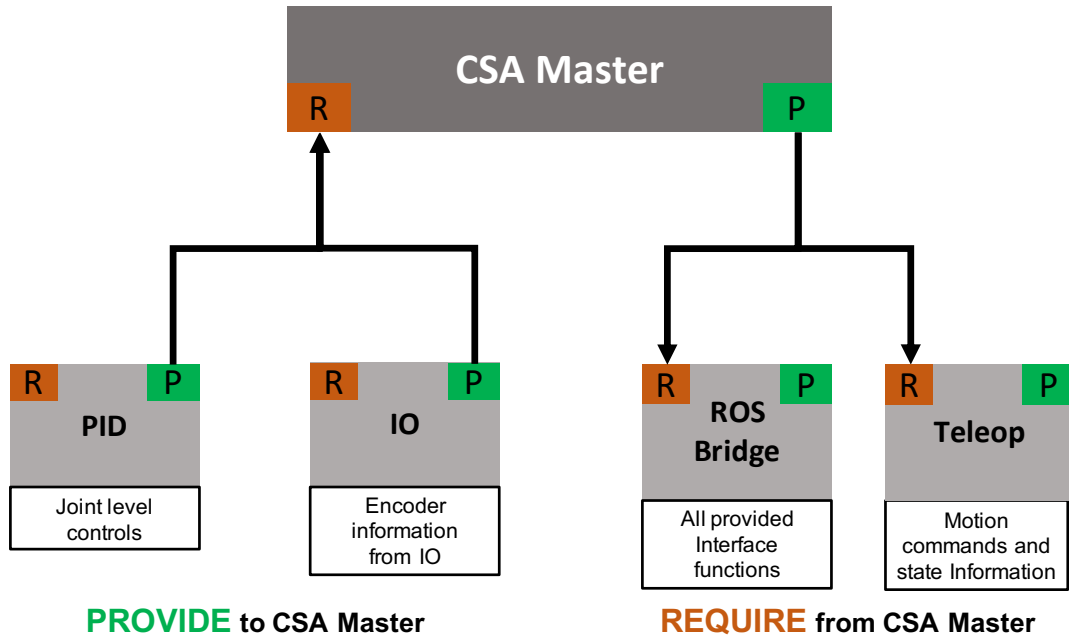 CSA Master
R
P
R
P
PID
Joint level
controls
R
P
IO
Encoder
information
from IO
R
P
ROS
Bridge
All provided
Interface
functions
R
P
Teleop
Motion
commands and
state Information
PROVIDE to CSA Master
REQUIRE from CSA Master